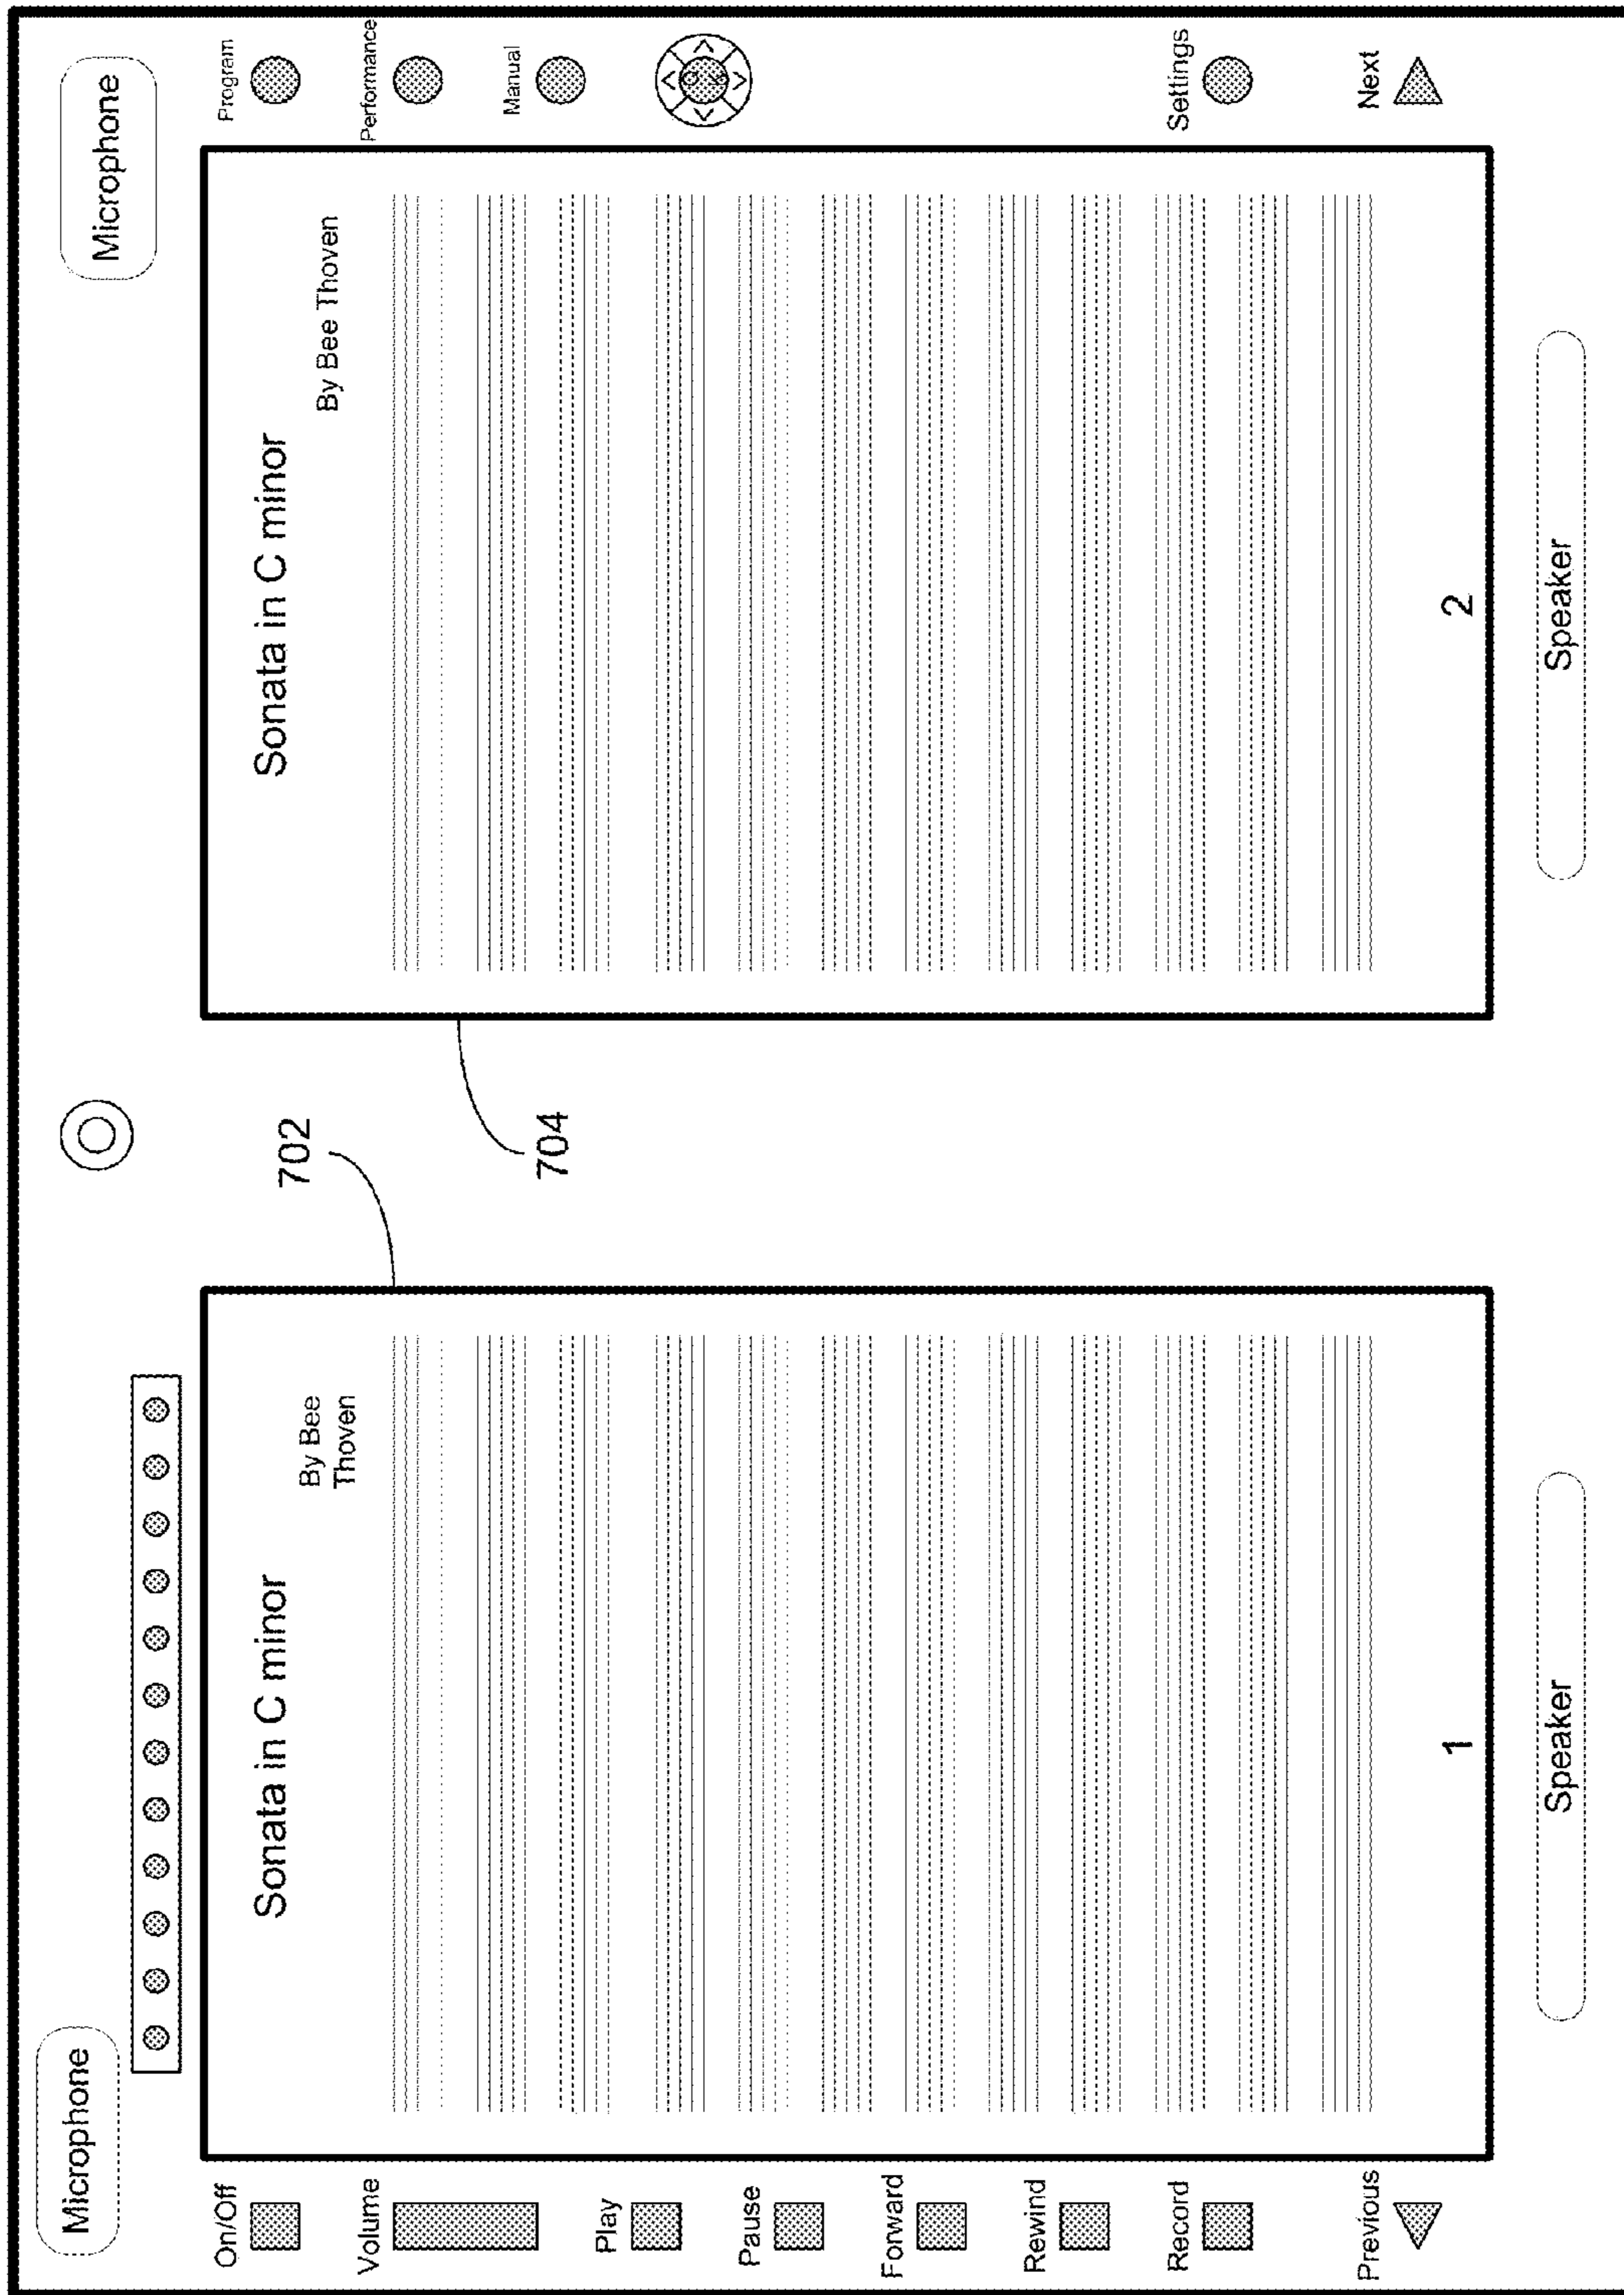 Microphone
Microphone
On/Off
Volume
Play
Pause
Forward
Rewind
Record
Previous
Sonata in C minor
By Bee
Thoven
1
702
704
Sonata in C minor
By Bee Thoven
2
Program
Performance
Manual
Settings
Next
Speaker
Speaker